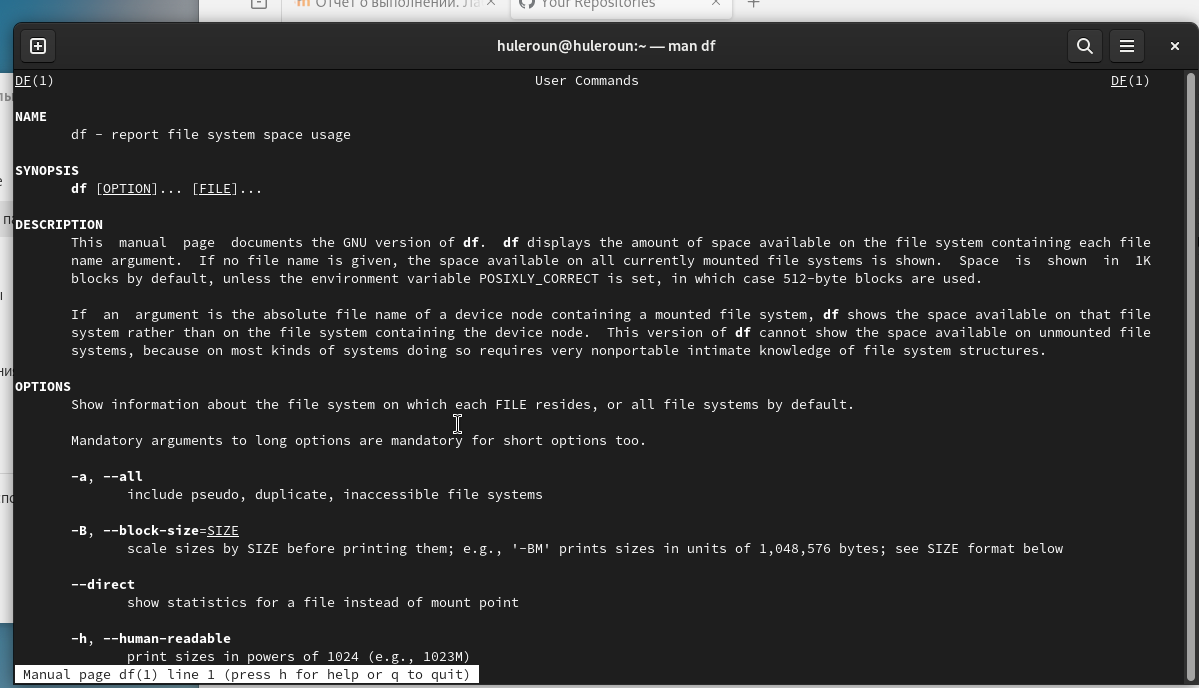 Отчет о выполнении. Ла
Your Repositories
huleroun@huleroun:~ — man df
DF(1) User Commands DF(1)
NAME
df - report file system space usage
SYNOPSIS
df [OPTION]... [FILE]...
DESCRIPTION
This manual page documents the GNU version of df. df displays the amount of space available on the file system containing each file
name argument. If no file name is given, the space available on all currently mounted file systems is shown. Space is shown in 1K
blocks by default, unless the environment variable POSIXLY_CORRECT is set, in which case 512-byte blocks are used.
If an argument is the absolute file name of a device node containing a mounted file system, df shows the space available on that file
system rather than on the file system containing the device node. This version of df cannot show the space available on unmounted file
systems, because on most kinds of systems doing so requires very nonportable intimate knowledge of file system structures.
OPTIONS
Show information about the file system on which each FILE resides, or all file systems by default.
Mandatory arguments to long options are mandatory for short options too.
-a, --all
include pseudo, duplicate, inaccessible file systems
-B, --block-size=SIZE
scale sizes by SIZE before printing them; e.g., '-BM' prints sizes in units of 1,048,576 bytes; see SIZE format below
--direct
show statistics for a file instead of mount point
-h, --human-readable
print sizes in powers of 1024 (e.g., 1023M)
Manual page df(1) line 1 (press h for help or q to quit)